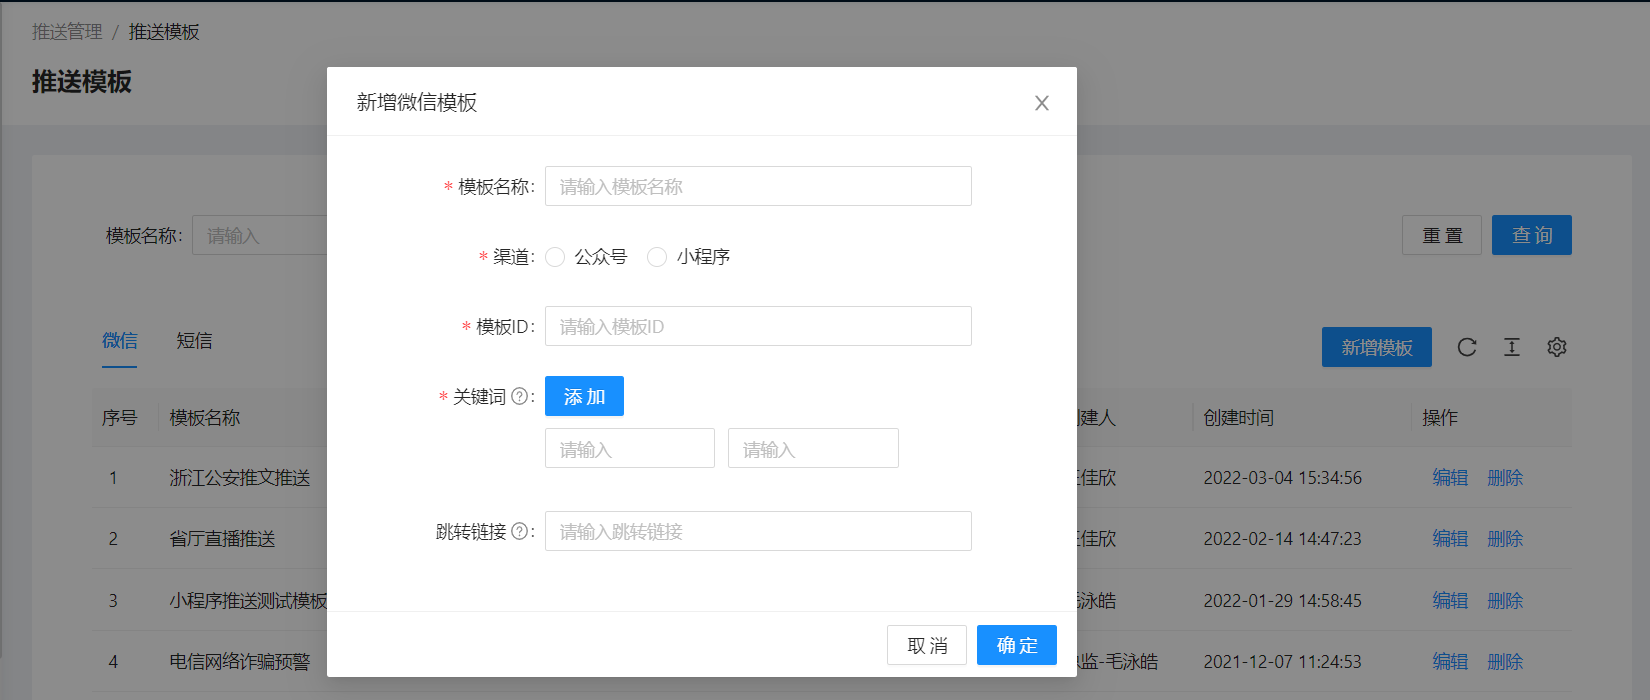 推送管理 / 推送模板
推送模板
新增微信模板
* 模板名称: 请输入模板名称
模板名称: 请输入
重 置 查 询
* 渠道: 公众号 小程序
* 模板ID: 请输入模板ID
微信 短信
新增模板
* 关键词 ? : 添 加
请输入 请输入
序号 模板名称 建人 创建时间 操作
1 浙江公安推文推送 佳欣 2022-03-04 15:34:56 编辑 删除
跳转链接 ? : 请输入跳转链接
2 省厅直播推送 佳欣 2022-02-14 14:47:23 编辑 删除
3 小程序推送测试模板 泳皓 2022-01-29 14:58:45 编辑 删除
取 消 确 定
4 电信网络诈骗预警 监-毛泳皓 2021-12-07 11:24:53 编辑 删除